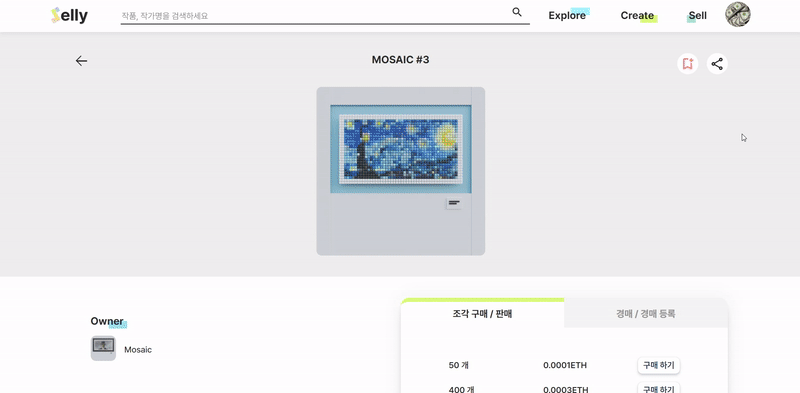 Selly
작품, 작가명을 검색하세요
Explore
Create
Sell
MOSAIC #3
Owner
Mosaic
조각 구매 / 판매
경매 / 경매 등록
50 개 0.0001ETH 구매 하기
400 개 0.0003ETH 구매 하기